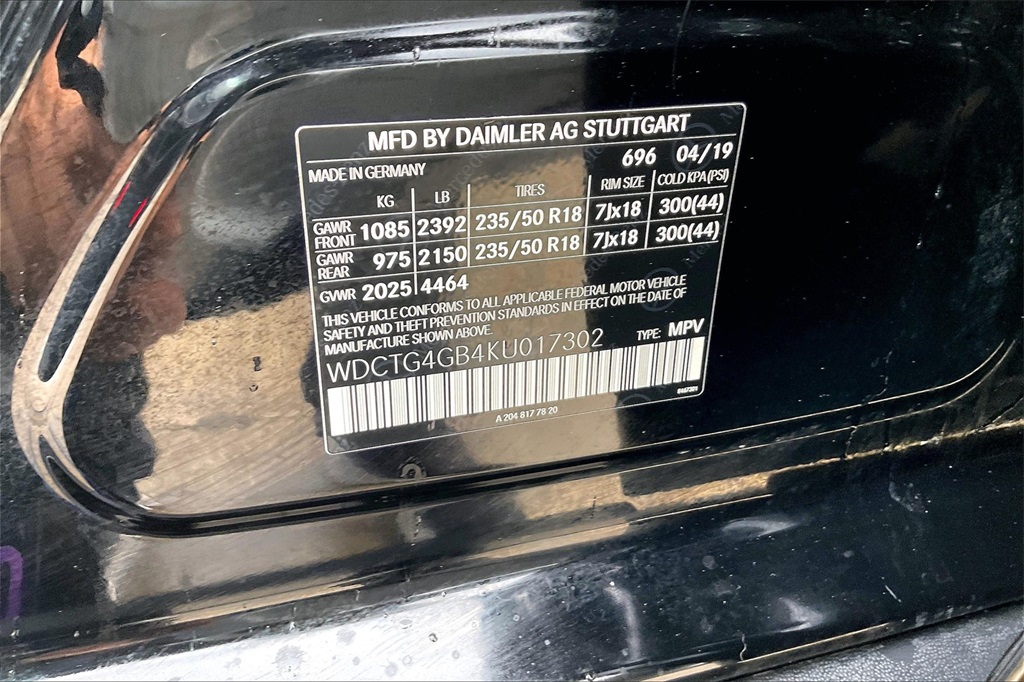 MFD BY DAIMLER AG STUTTGART
MADE IN GERMANY 696 04/19
KG LB TIRES RIM SIZE COLD KPA(PSI)
GAWR FRONT 1085 2392 235/50 R18 7Jx18 300(44)
GAWR REAR 975 2150 235/50 R18 7Jx18 300(44)
GVWR 2025 4464
THIS VEHICLE CONFORMS TO ALL APPLICABLE FEDERAL MOTOR VEHICLE
SAFETY AND THEFT PREVENTION STANDARDS IN EFFECT ON THE DATE OF
MANUFACTURE SHOWN ABOVE.
WDCTG4GB4KU017302 TYPE: MPV
A 204 817 78 20